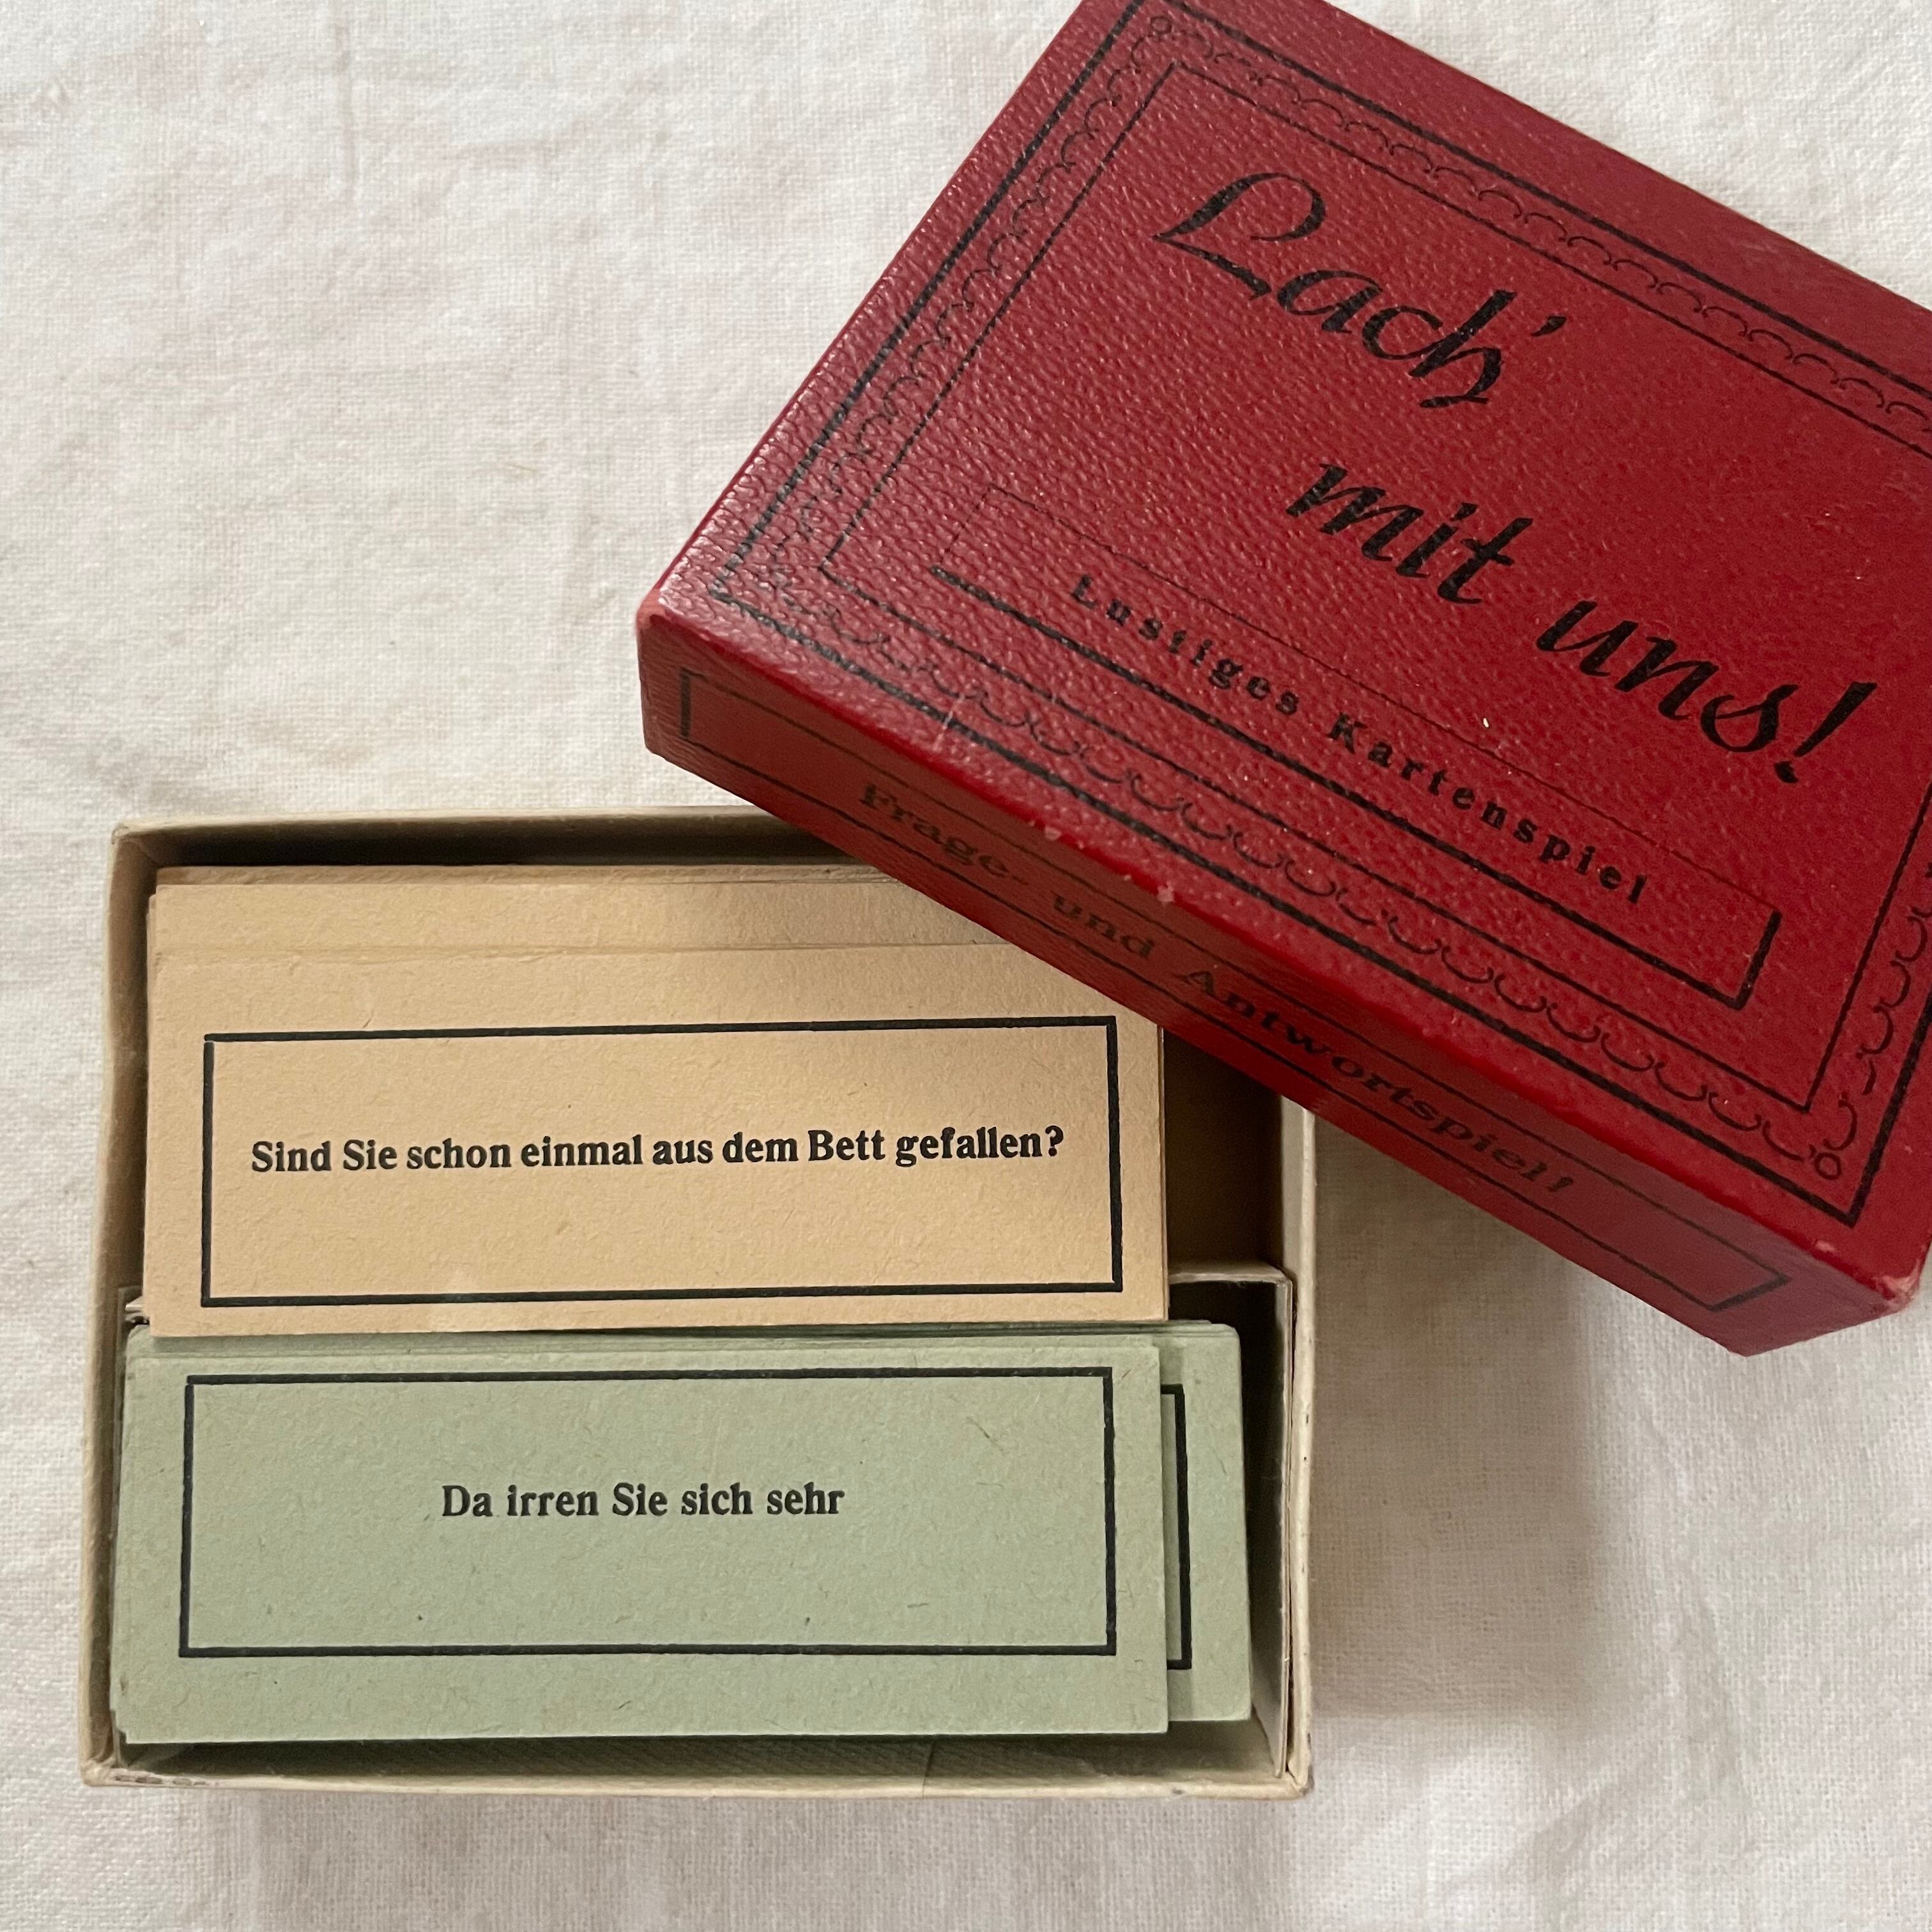 Lach'
mit uns!
Lustiges Kartenspiel
Frage- und Antwortspiel!
Sind Sie schon einmal aus dem Bett gefallen?
Da irren Sie sich sehr